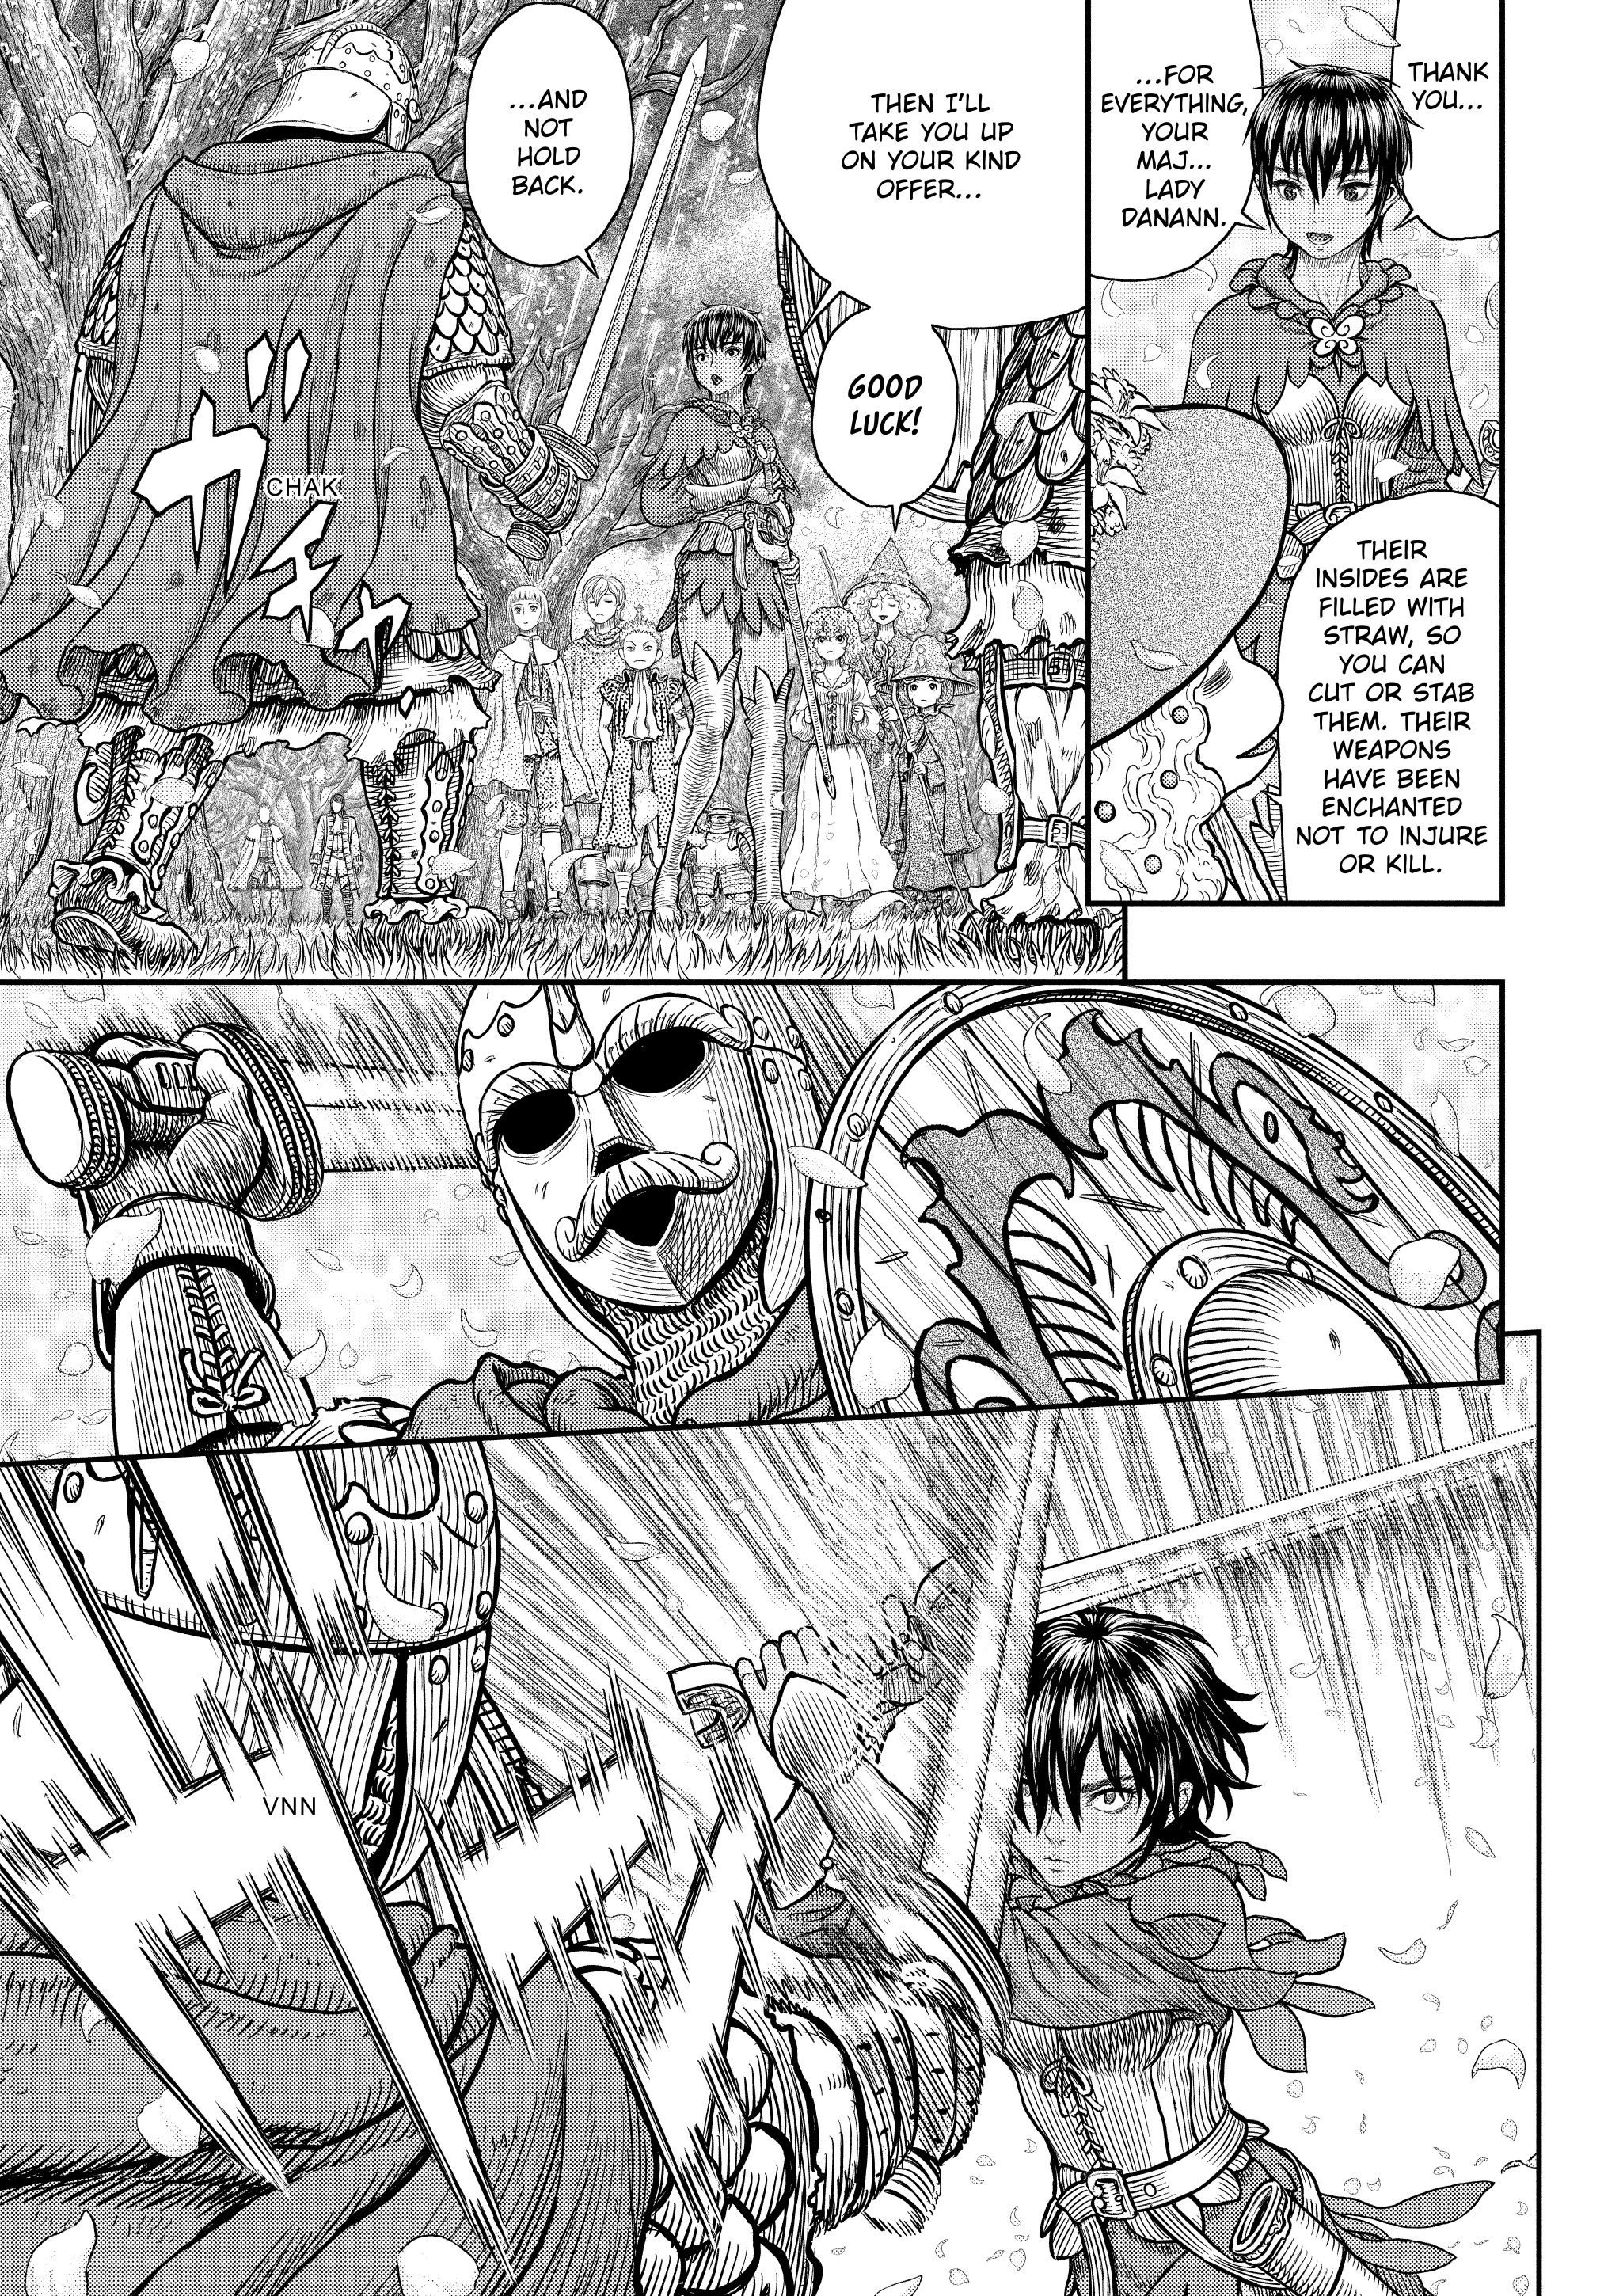 THANK
YOU...
...FOR
EVERYTHING,
YOUR
MAJ...
LADY
DANANN.
THEIR
INSIDES ARE
FILLED WITH
STRAW, SO
YOU CAN
CUT OR STAB
THEM. THEIR
WEAPONS
HAVE BEEN
ENCHANTED
NOT TO INJURE
OR KILL.
THEN I'LL
TAKE YOU UP
ON YOUR KIND
OFFER...
...AND
NOT
HOLD
BACK.
GOOD
LUCK!
ガチャ
CHAK
VNN